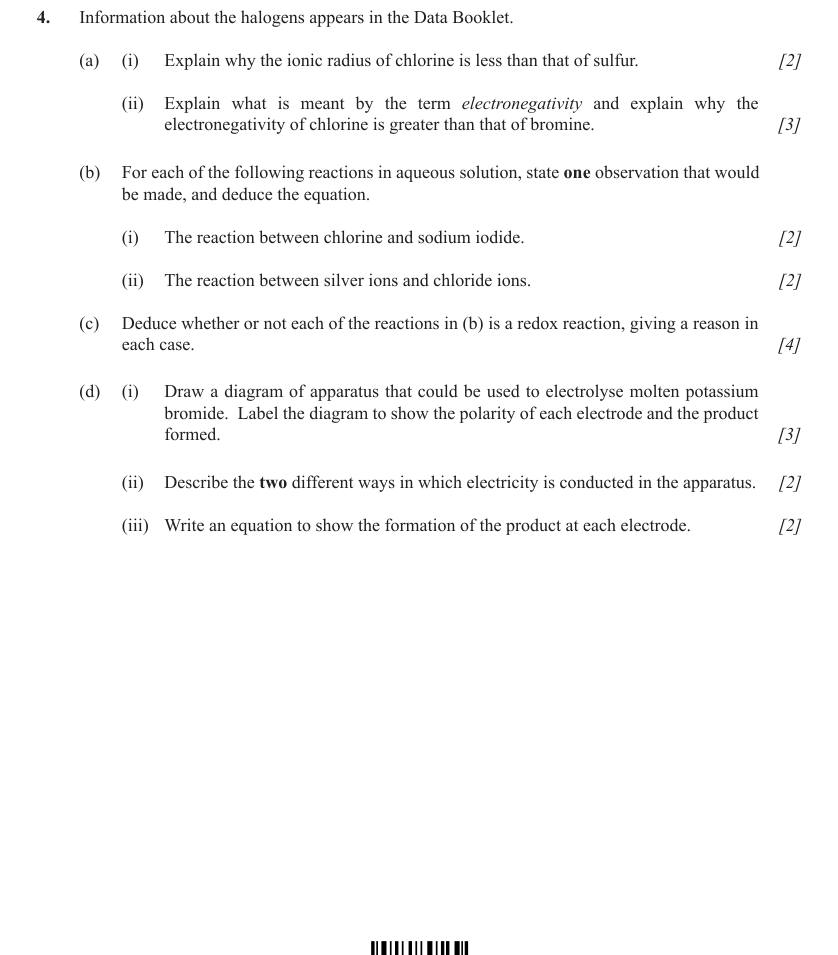 4. Information about the halogens appears in the Data Booklet.
(a) (i) Explain why the ionic radius of chlorine is less than that of sulfur. [2]
(ii) Explain what is meant by the term electronegativity and explain why the
electronegativity of chlorine is greater than that of bromine. [3]
(b) For each of the following reactions in aqueous solution, state one observation that would
be made, and deduce the equation.
(i) The reaction between chlorine and sodium iodide. [2]
(ii) The reaction between silver ions and chloride ions. [2]
(c) Deduce whether or not each of the reactions in (b) is a redox reaction, giving a reason in
each case. [4]
(d) (i) Draw a diagram of apparatus that could be used to electrolyse molten potassium
bromide. Label the diagram to show the polarity of each electrode and the product
formed. [3]
(ii) Describe the two different ways in which electricity is conducted in the apparatus. [2]
(iii) Write an equation to show the formation of the product at each electrode. [2]